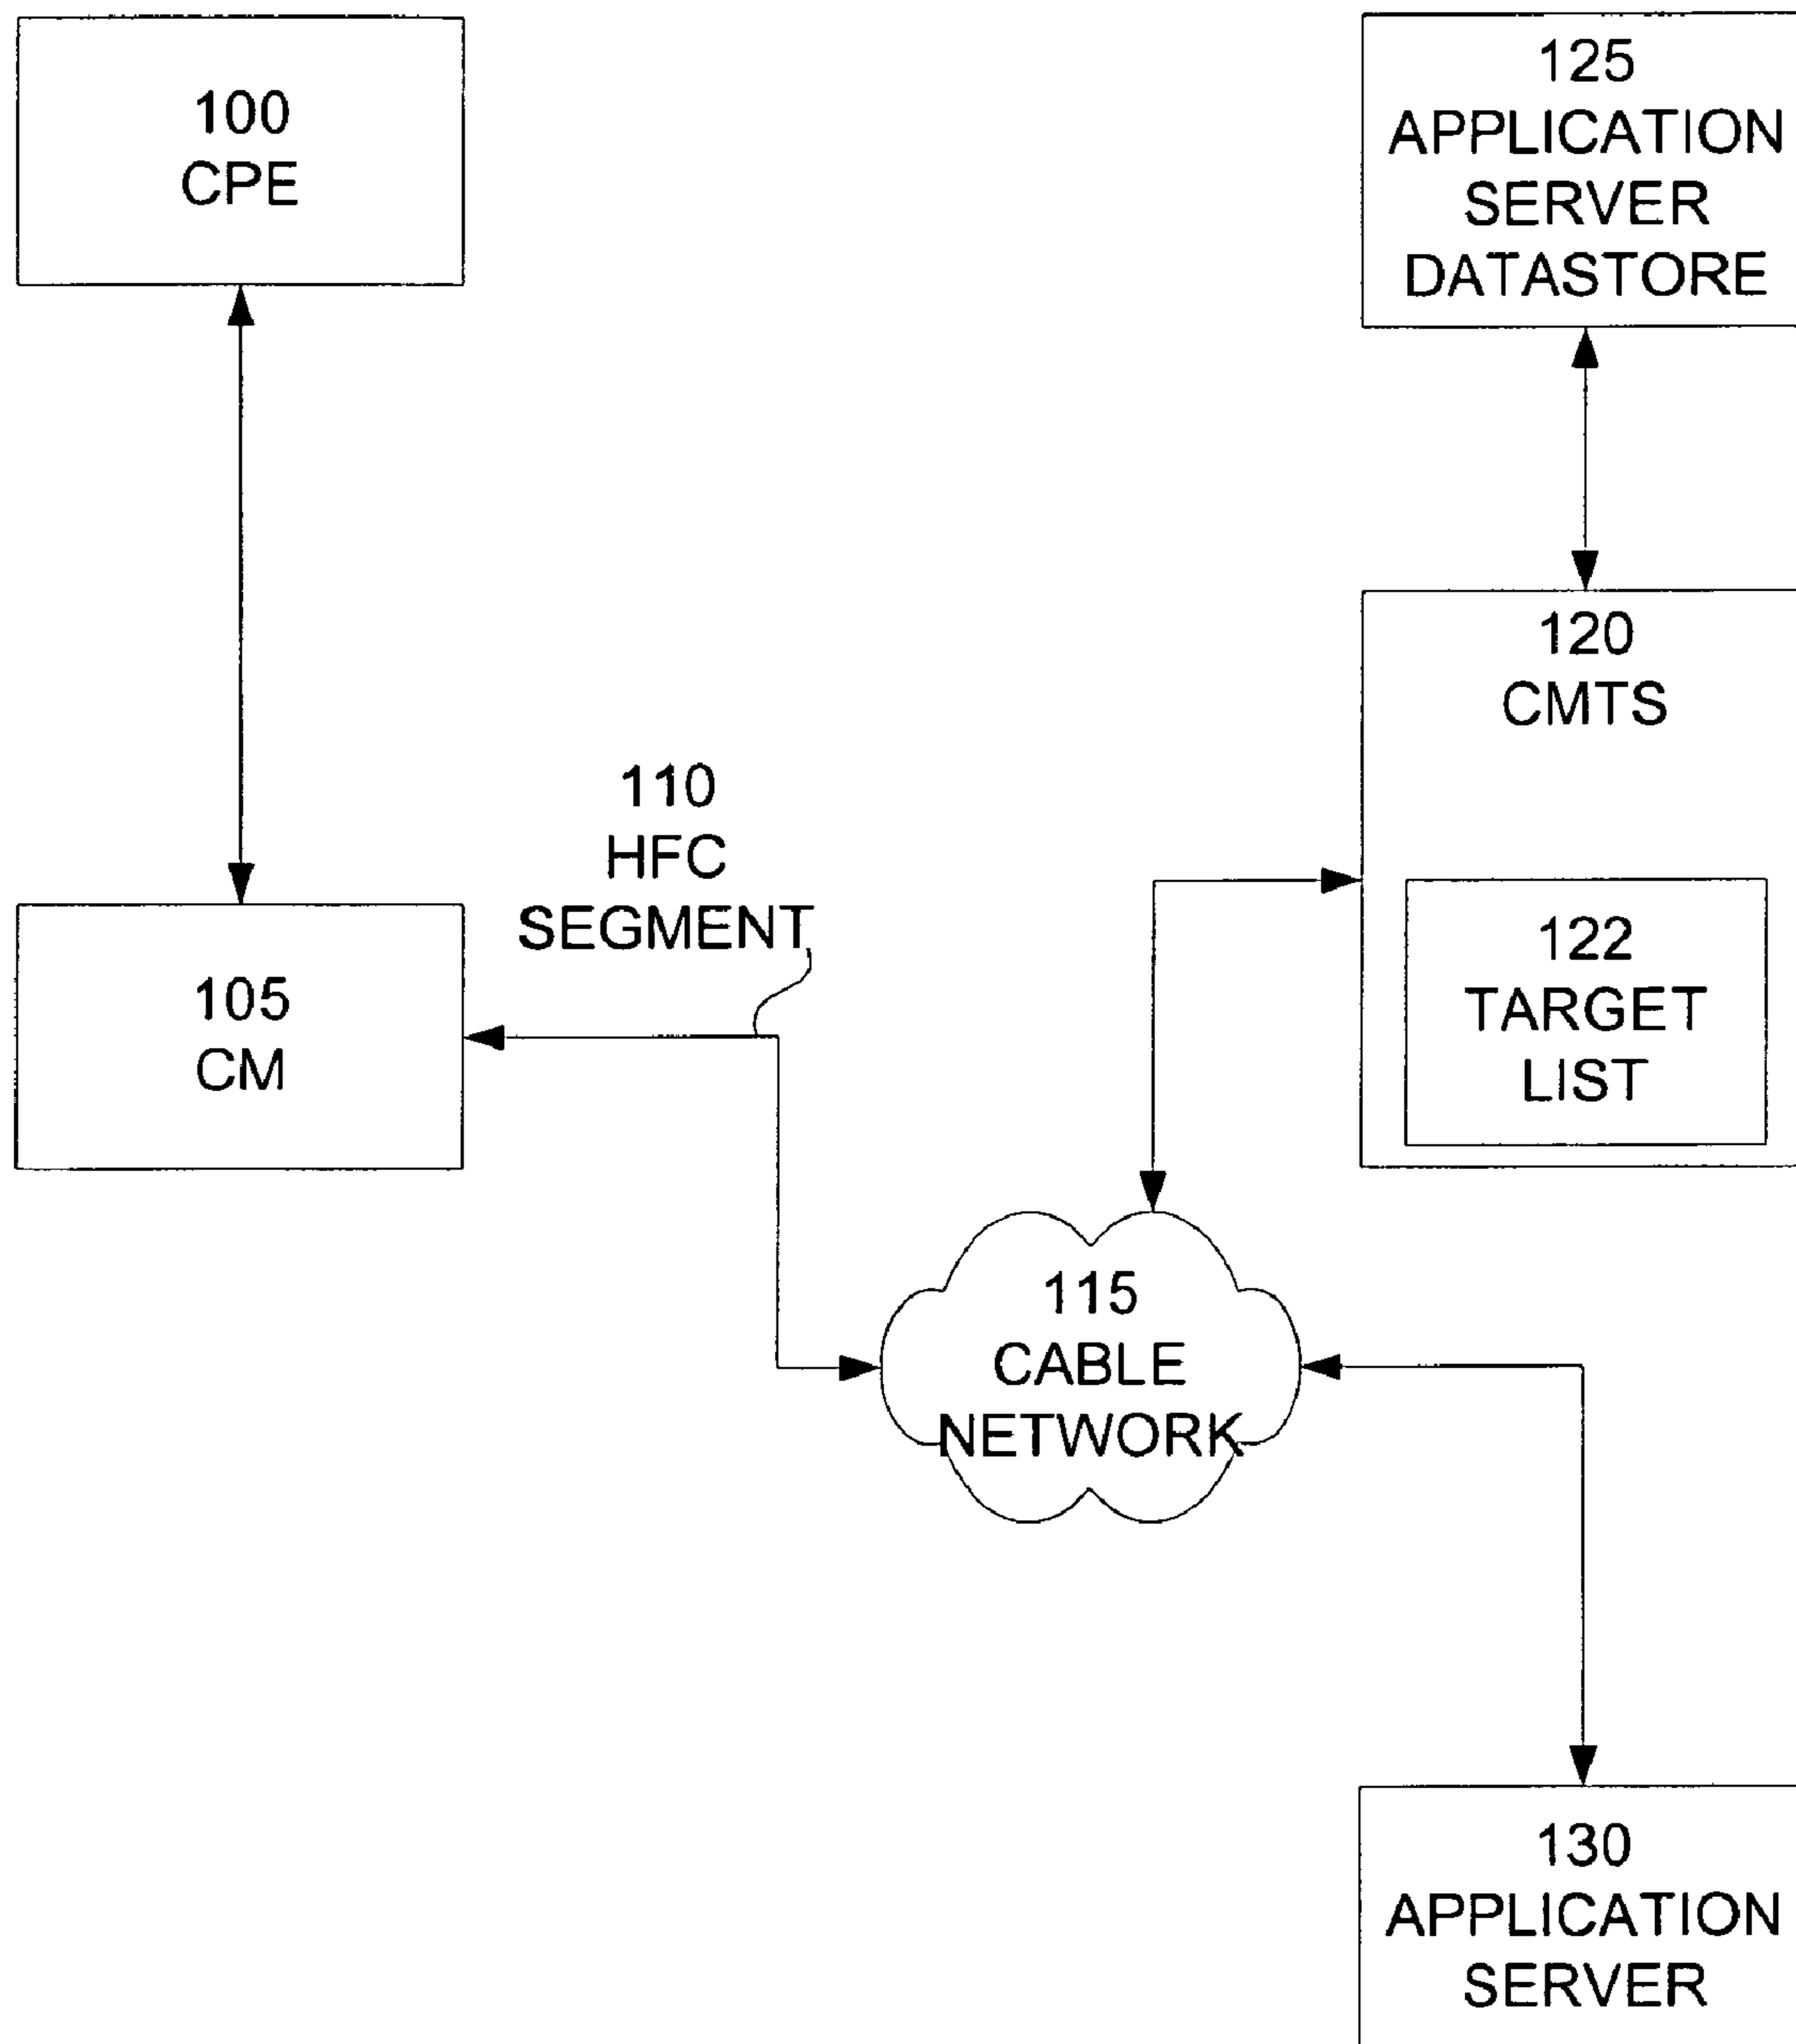 100
CPE
125
APPLICATION
SERVER
DATASTORE
120
CMTS
110
HFC
SEGMENT
122
TARGET
LIST
105
CM
115
CABLE
NETWORK
130
APPLICATION
SERVER